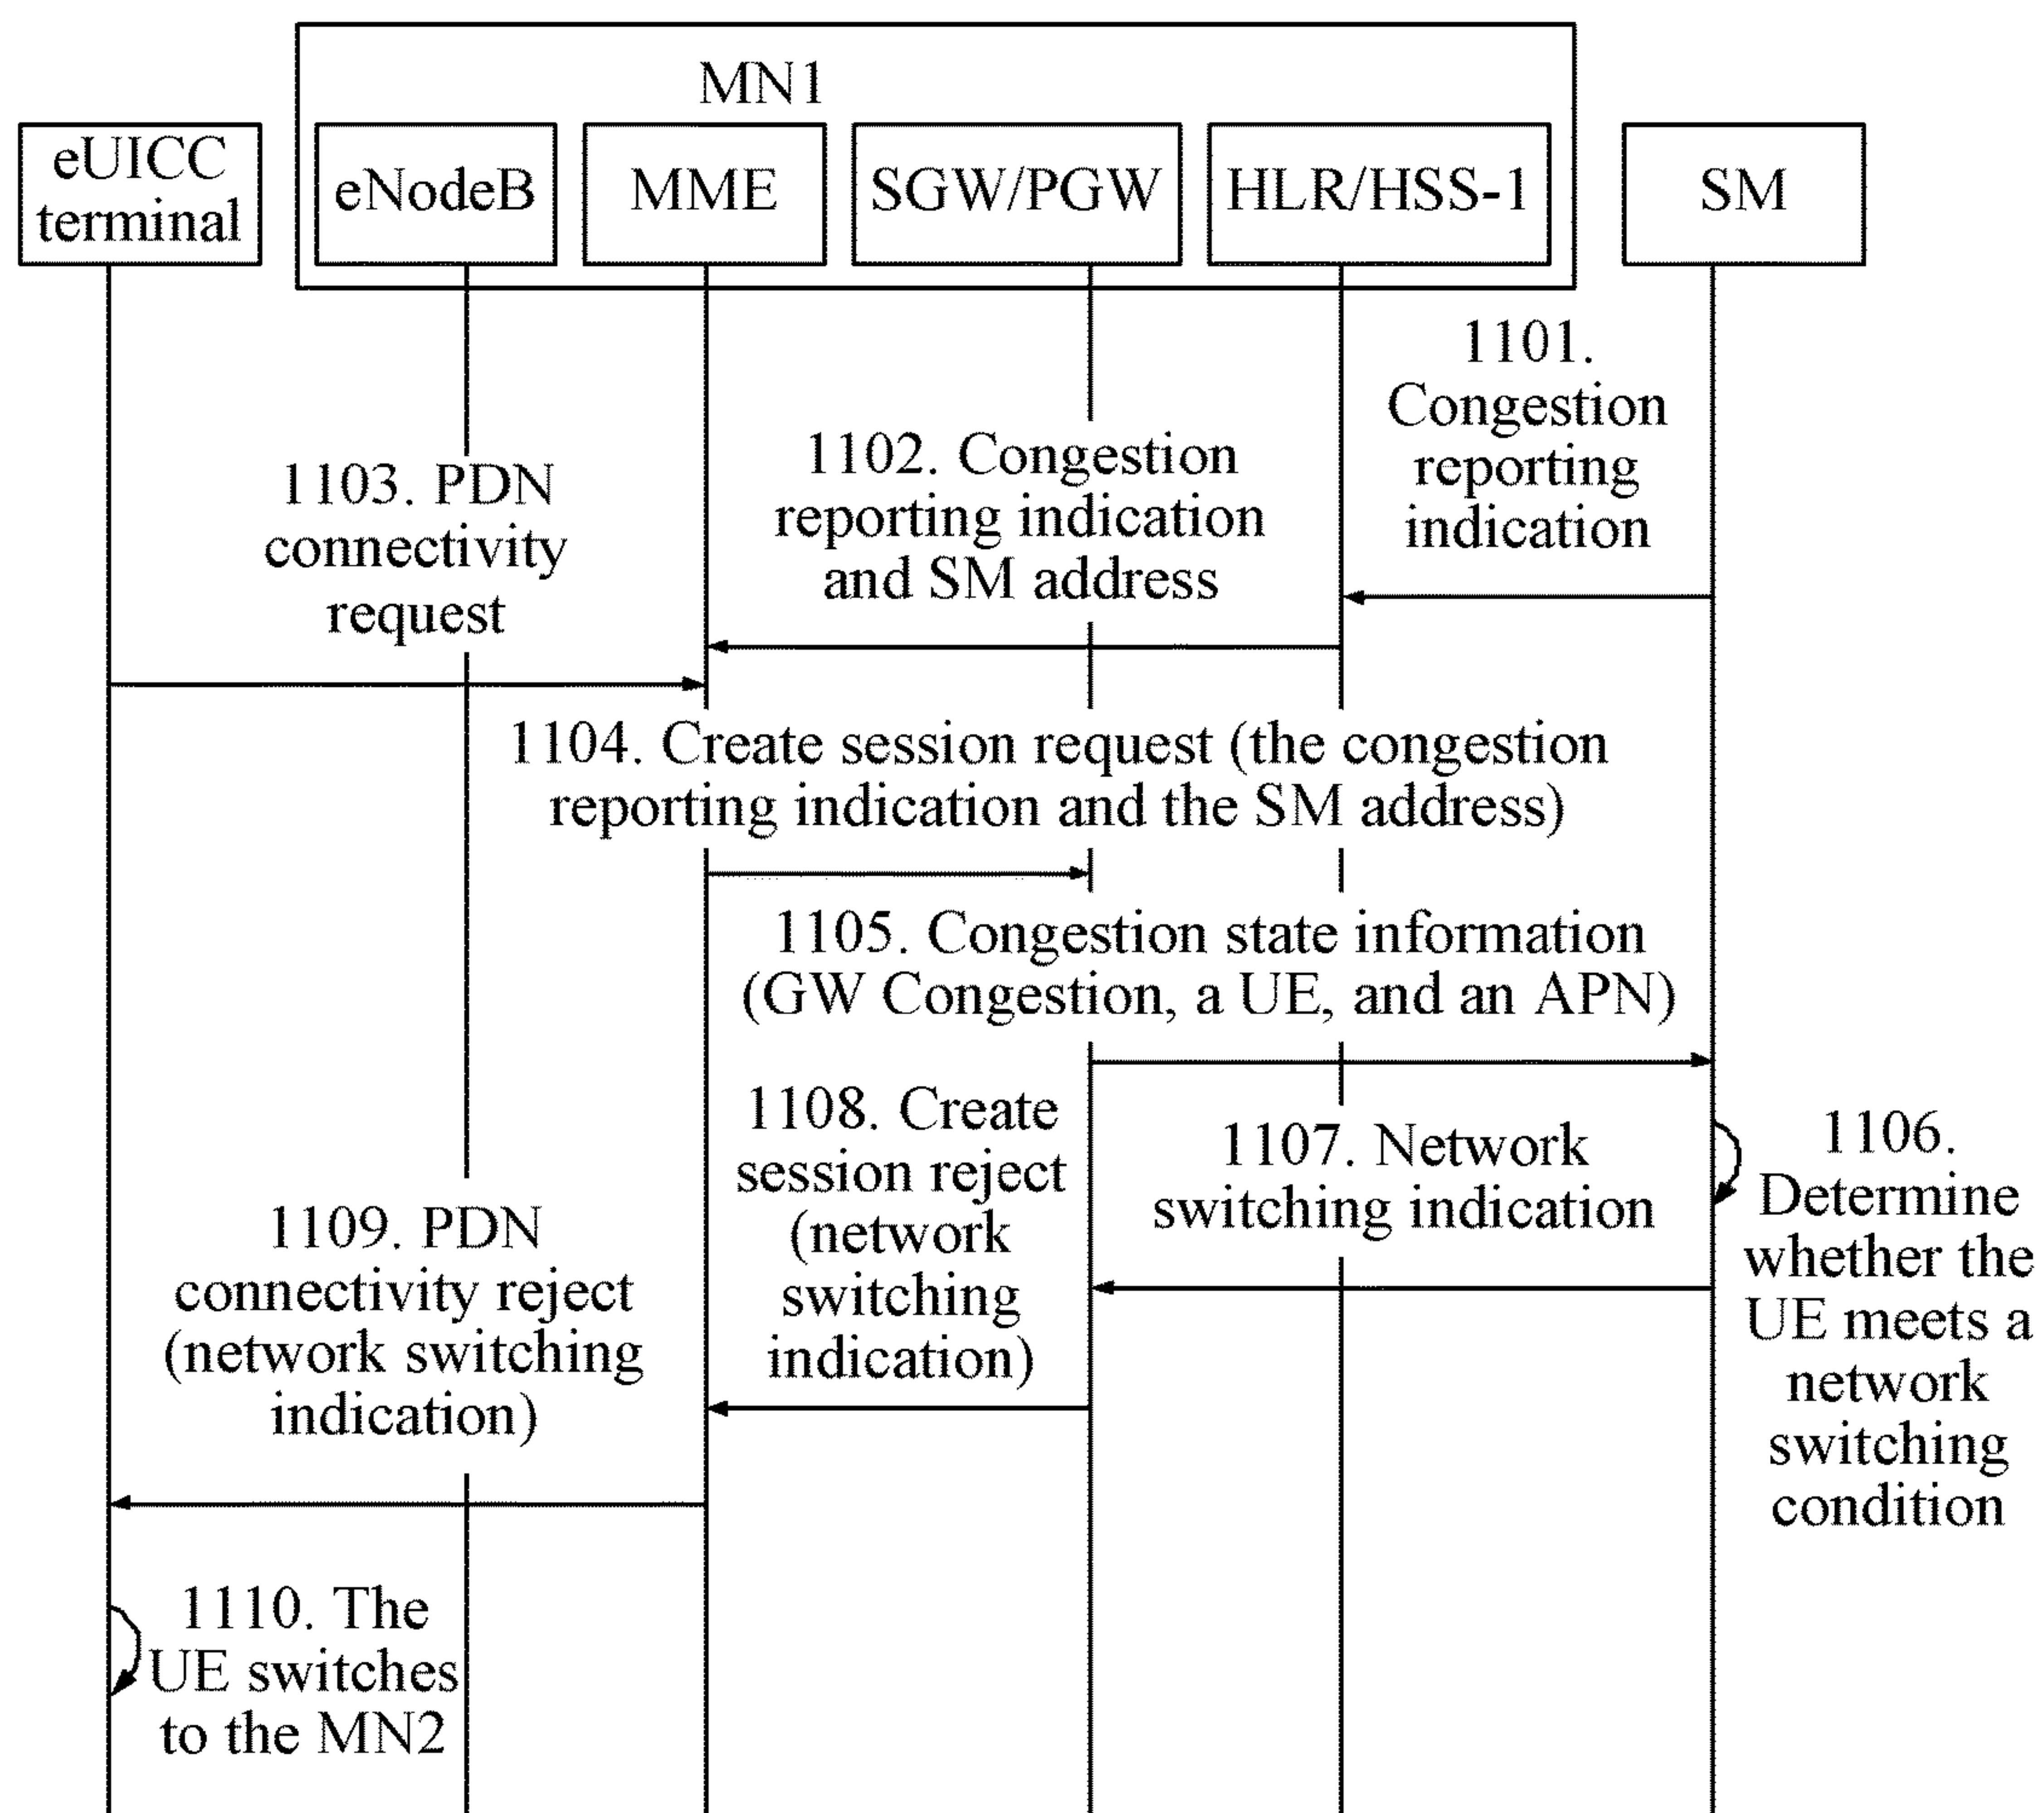 MN1
eUICC
terminal
eNodeB
MME
SGW/PGW
HLR/HSS-1
SM
1101.
Congestion
reporting
indication
1102. Congestion
reporting indication
and SM address
1103. PDN
connectivity
request
1104. Create session request (the congestion
reporting indication and the SM address)
1105. Congestion state information
(GW Congestion, a UE, and an APN)
1106.
Determine
whether the
UE meets a
network
switching
condition
1107. Network
switching indication
1108. Create
session reject
(network
switching
indication)
1109. PDN
connectivity reject
(network switching
indication)
1110. The
UE switches
to the MN2